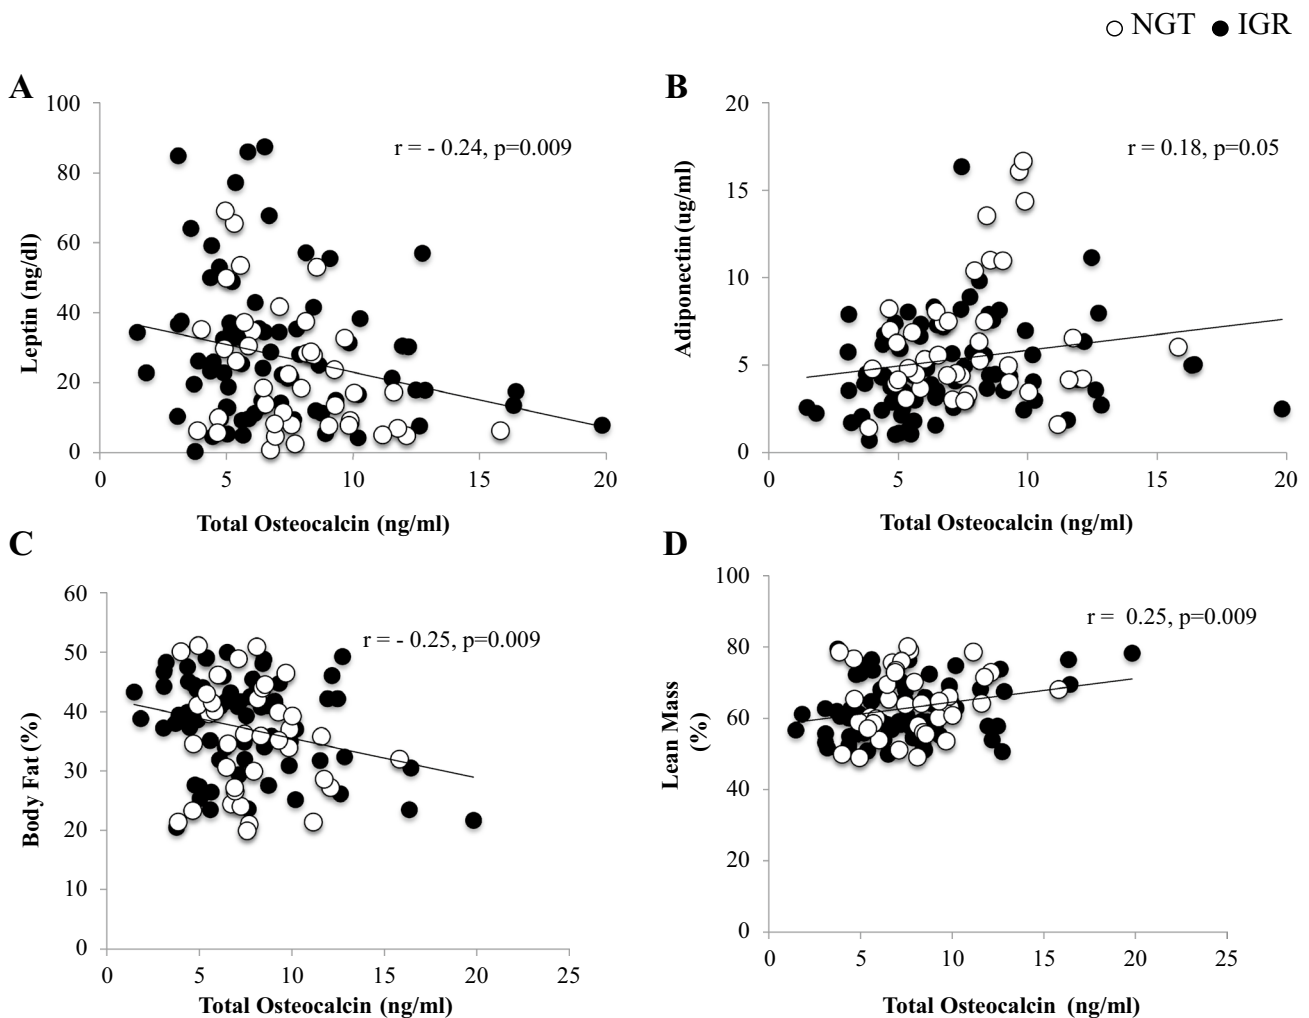 NGT IGR
A
100
80
60
40
20
0
Leptin (ng/dl)
r = - 0.24, p=0.009
0 5 10 15 20
Total Osteocalcin (ng/ml)
B
20
15
10
5
0
Adiponectin (ug/ml)
r = 0.18, p=0.05
0 5 10 15 20
Total Osteocalcin (ng/ml)
C
60
50
40
30
20
10
0
Body Fat (%)
r = - 0.25, p=0.009
0 5 10 15 20 25
Total Osteocalcin (ng/ml)
D
100
80
60
40
20
0
Lean Mass
(%)
r = 0.25, p=0.009
0 5 10 15 20 25
Total Osteocalcin (ng/ml)